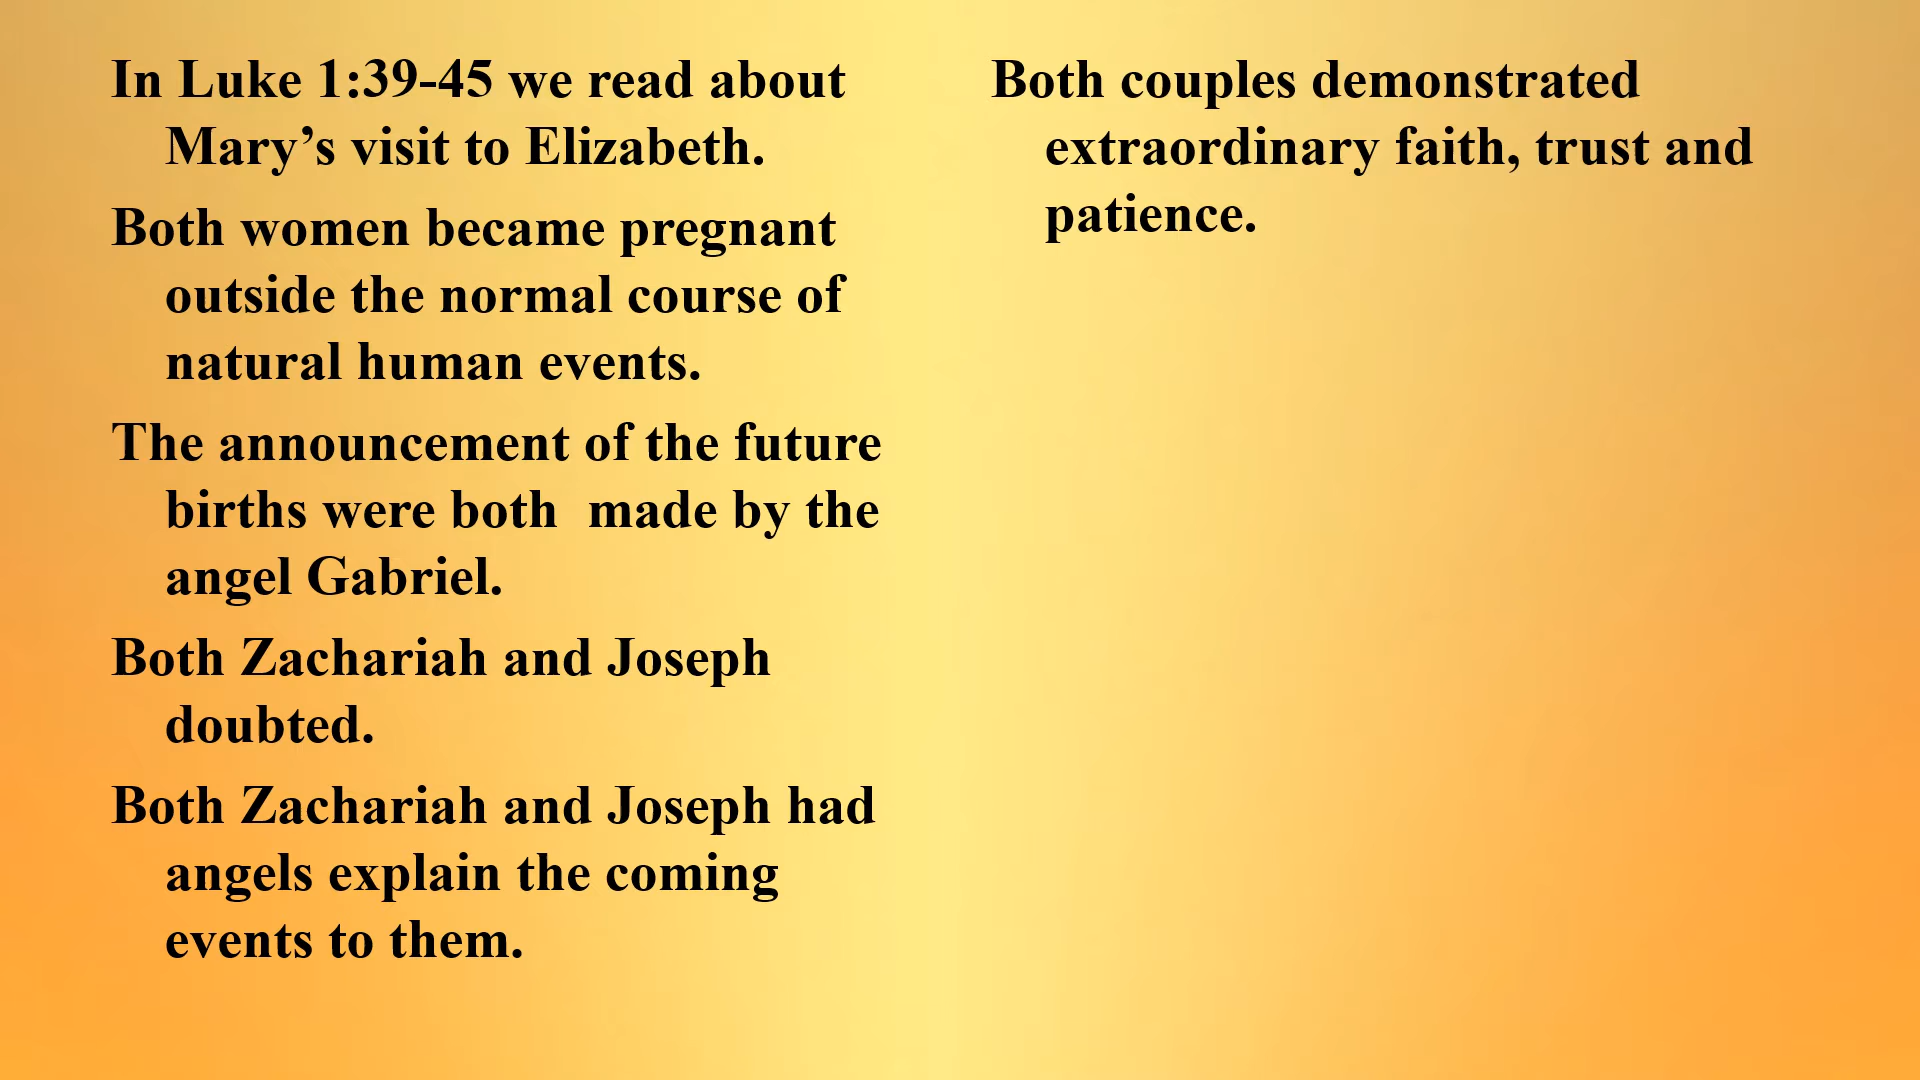 In Luke 1:39-45 we read about
Mary’s visit to Elizabeth.
Both women became pregnant
outside the normal course of
natural human events.
The announcement of the future
births were both  made by the
angel Gabriel.
Both Zachariah and Joseph
doubted.
Both Zachariah and Joseph had
angels explain the coming
events to them.
Both couples demonstrated
extraordinary faith, trust and
patience.